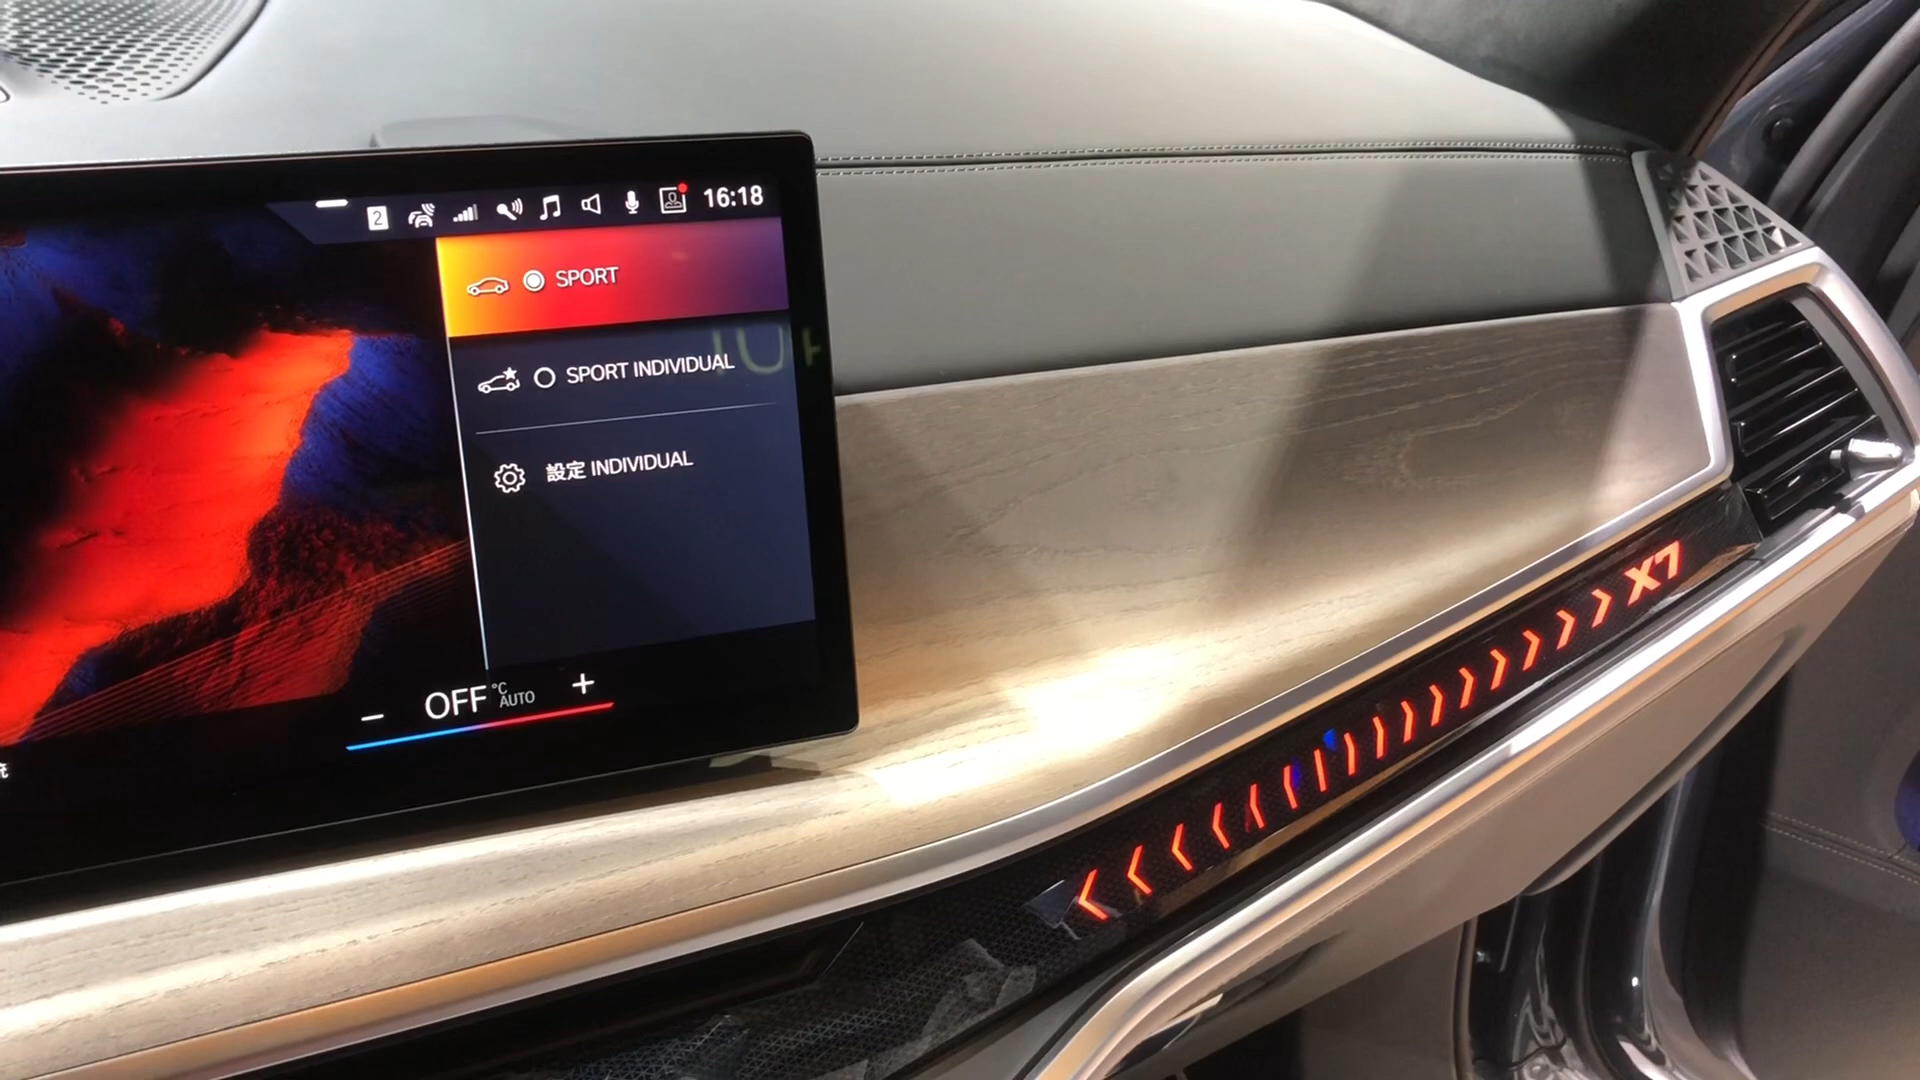 2
16:18
SPORT
SPORT INDIVIDUAL
設定 INDIVIDUAL
− OFF °C AUTO +
X7